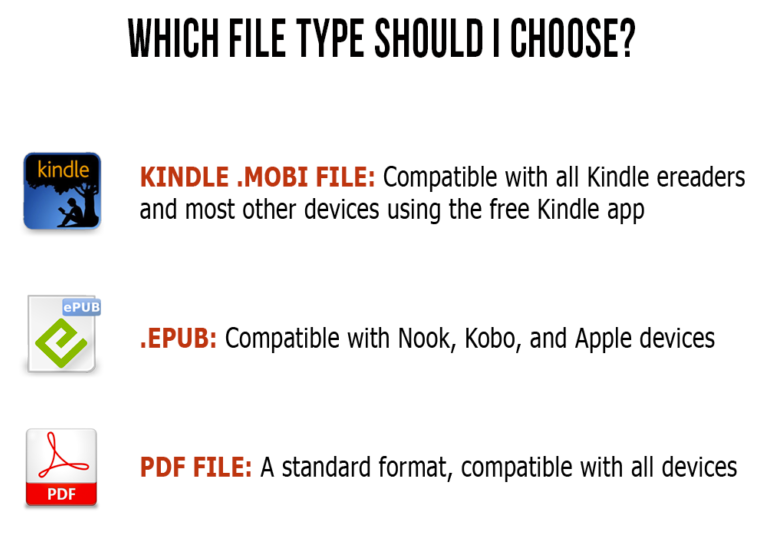 WHICH FILE TYPE SHOULD I CHOOSE?
kindle
KINDLE .MOBI FILE: Compatible with all Kindle ereaders
and most other devices using the free Kindle app
ePUB
.EPUB: Compatible with Nook, Kobo, and Apple devices
PDF
PDF FILE: A standard format, compatible with all devices